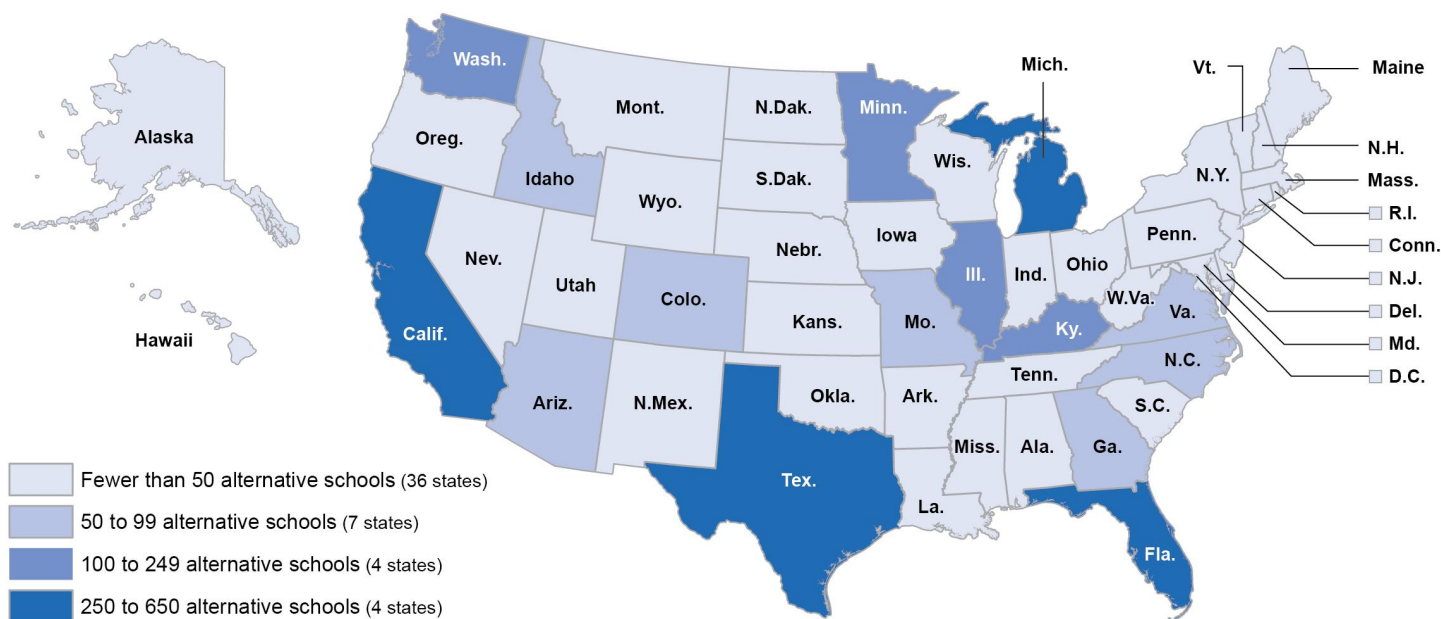 Mich.
Vt.
Maine
Wash.
Mont.
N.Dak.
Minn.
Alaska
Oreg.
Wis.
N.H.
Idaho
S.Dak.
N.Y.
Mass.
Wyo.
R.I.
Iowa
Penn.
Conn.
Nebr.
Nev.
Ill.
Ind.
Ohio
N.J.
Utah
Colo.
W.Va.
Va.
Del.
Kans.
Mo.
Ky.
Hawaii
Calif.
Md.
N.C.
Tenn.
D.C.
Ariz.
N.Mex.
Okla.
Ark.
S.C.
Miss.
Ala.
Ga.
Tex.
La.
Fla.
Fewer than 50 alternative schools (36 states)
50 to 99 alternative schools (7 states)
100 to 249 alternative schools (4 states)
250 to 650 alternative schools (4 states)